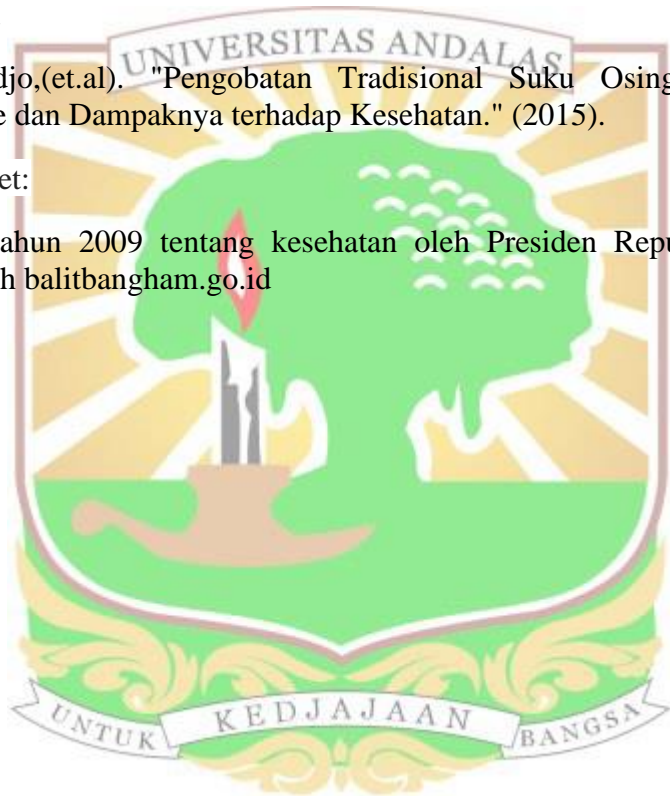 UNIVERSITAS ANDALAS
djo,(et.al). "Pengobatan Tradisional Suku Osing
e dan Dampaknya terhadap Kesehatan." (2015).
et:
ahun 2009 tentang kesehatan oleh Presiden Repu
h balitbangham.go.id
UNTUK KEDJAJAAN BANGSA